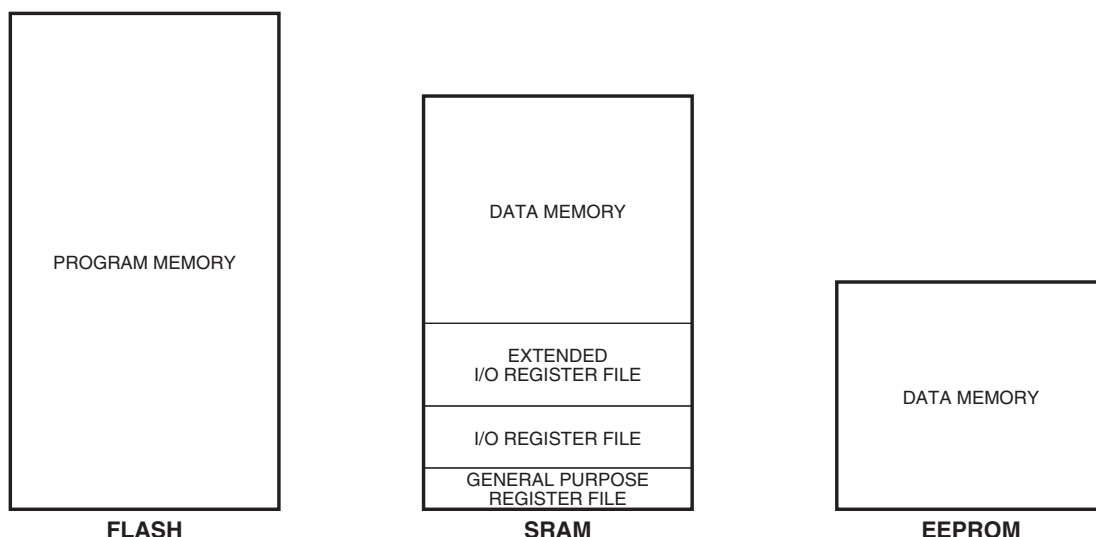 PROGRAM MEMORY
FLASH
DATA MEMORY
EXTENDED
I/O REGISTER FILE
I/O REGISTER FILE
GENERAL PURPOSE
REGISTER FILE
SRAM
DATA MEMORY
EEPROM